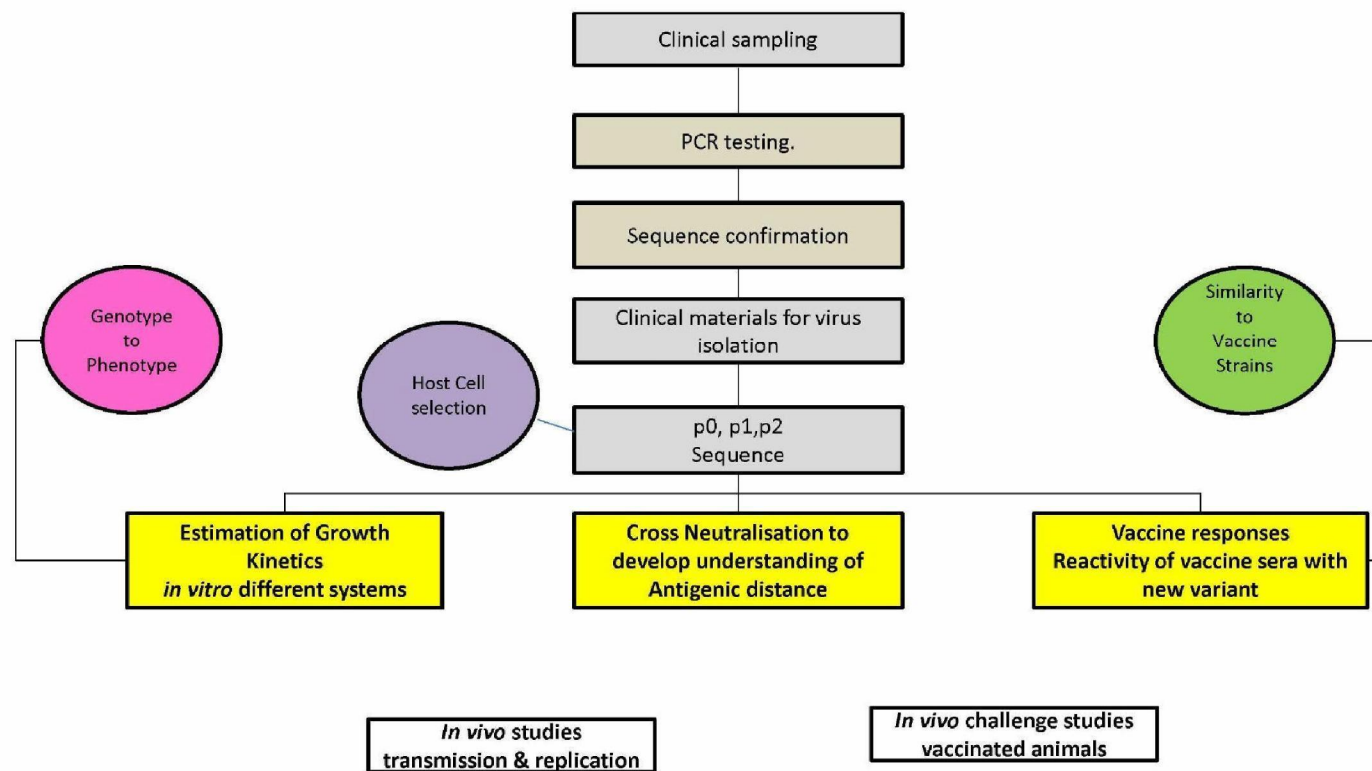 Clinical sampling
PCR testing.
Sequence confirmation
Genotype
to
Phenotype
Similarity
to
Vaccine
Strains
Clinical materials for virus
isolation
Host Cell
selection
p0, p1,p2
Sequence
Estimation of Growth
Kinetics
in vitro different systems
Cross Neutralisation to
develop understanding of
Antigenic distance
Vaccine responses
Reactivity of vaccine sera with
new variant
In vivo studies
transmission & replication
In vivo challenge studies
vaccinated animals